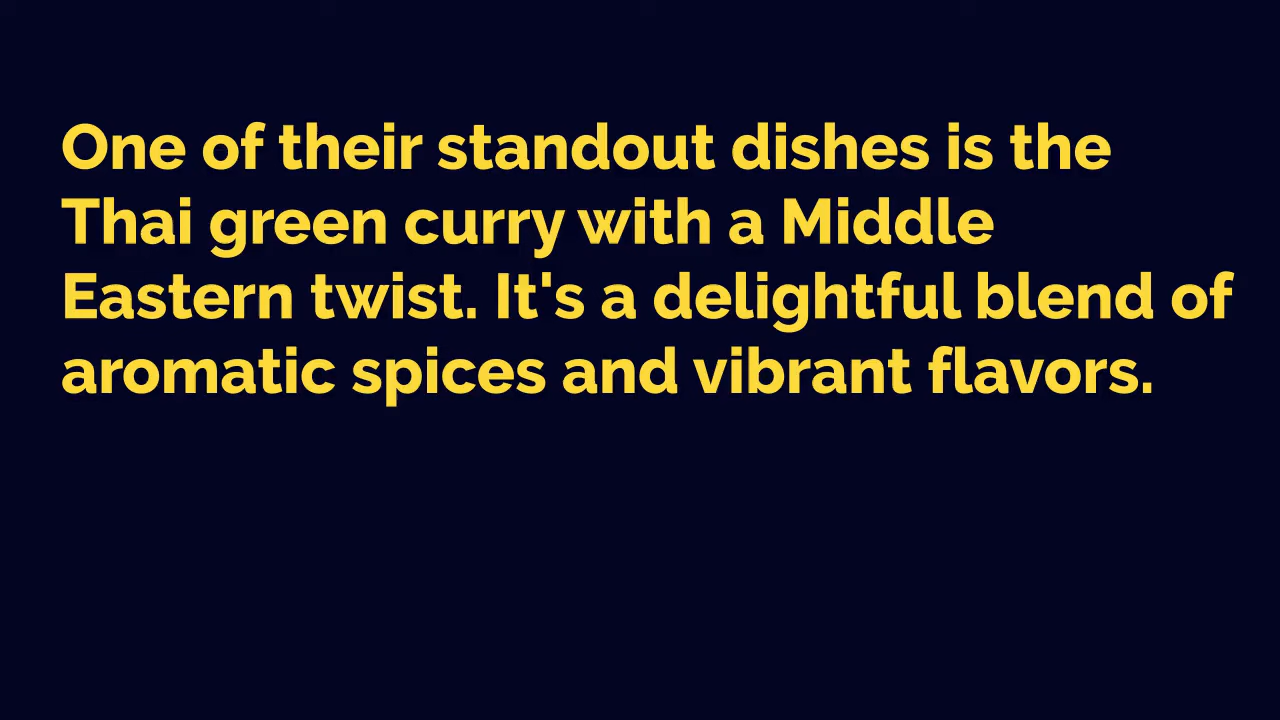 One of their standout dishes is the
Thai green curry with a Middle
Eastern twist. It's a delightful blend of
aromatic spices and vibrant flavors.